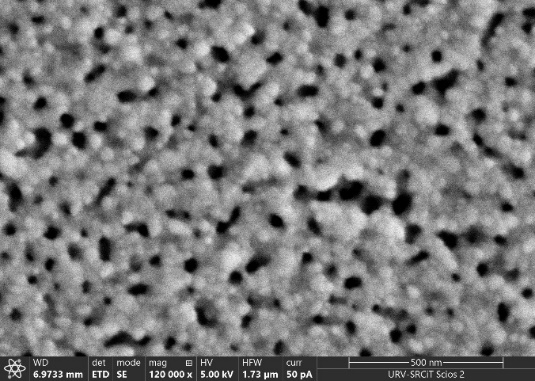 WD det mode mag ⊞ HV HFW curr 500 nm
6.9733 mm ETD SE 120 000 x 5.00 kV 1.73 µm 50 pA URV-SRCiT Scios 2